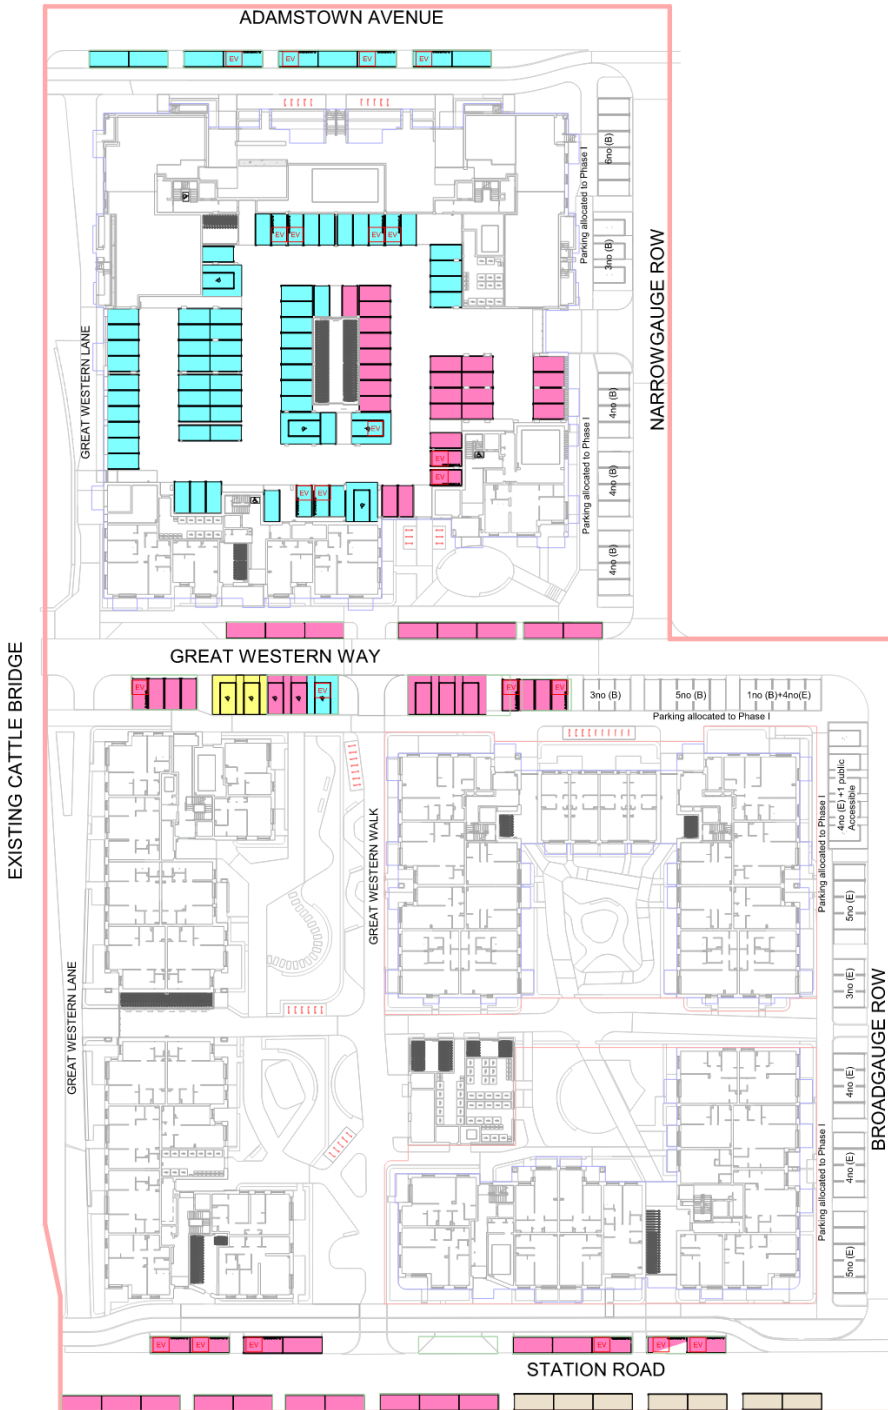 ADAMSTOWN AVENUE
EV
EV
EV
EV
6no (B)
Parking allocated to Phase I
3no (B)
NARROWGAUGE ROW
EV
EV
EV
EV
GREAT WESTERN LANE
EV
4no (B)
Parking allocated to Phase I
EV
EV
4no (B)
EV
EV
4no (B)
EXISTING CATTLE BRIDGE
GREAT WESTERN WAY
EV
EV
EV
EV
3no (B)
5no (B)
1no (B)+4no(E)
Parking allocated to Phase I
4no (E) +1 public
Accessible
Parking allocated to Phase I
GREAT WESTERN WALK
5no (E)
3no (E)
BROADGAUGE ROW
GREAT WESTERN LANE
4no (E)
4no (E)
Parking allocated to Phase I
5no (E)
EV
EV
EV
EV
EV
EV
STATION ROAD